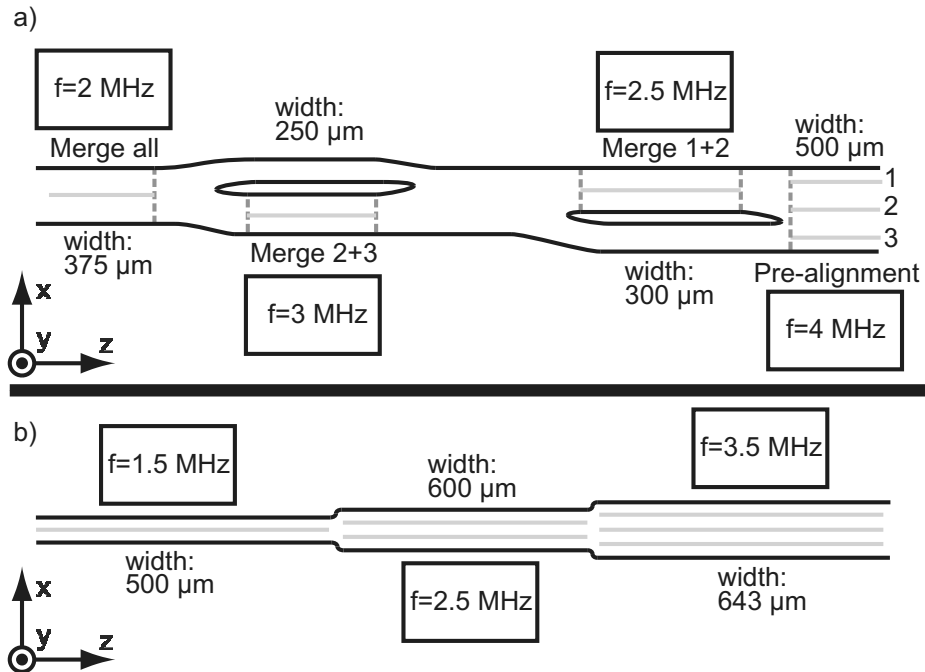 a)
f=2 MHz
Merge all
width:
375 µm
width:
250 µm
Merge 2+3
f=3 MHz
f=2.5 MHz
Merge 1+2
width:
300 µm
width:
500 µm
1
2
3
Pre-alignment
f=4 MHz
x
y
z
b)
f=1.5 MHz
width:
500 µm
width:
600 µm
f=2.5 MHz
f=3.5 MHz
width:
643 µm
x
y
z